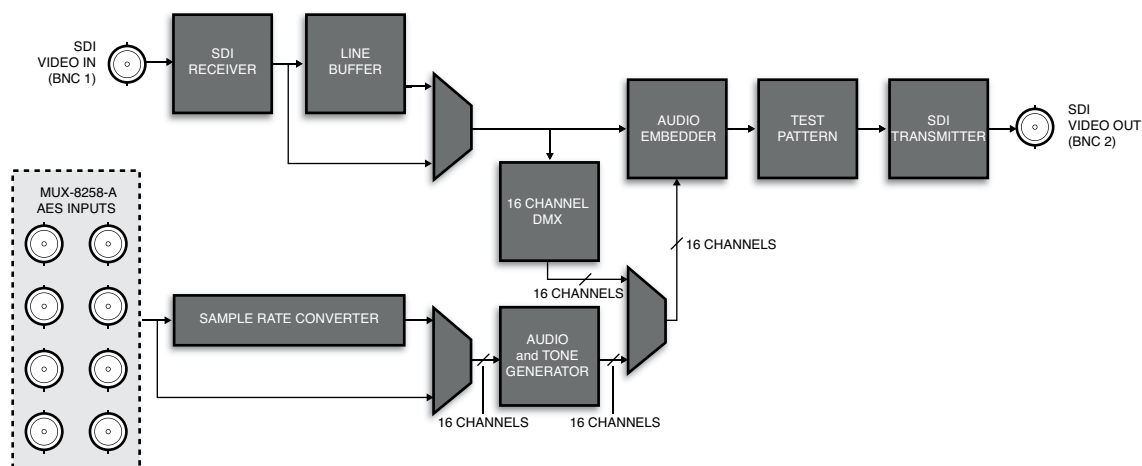 SDI
VIDEO IN
(BNC 1)
SDI
RECEIVER
LINE
BUFFER
AUDIO
EMBEDDER
TEST
PATTERN
SDI
TRANSMITTER
SDI
VIDEO OUT
(BNC 2)
MUX-8258-A
AES INPUTS
16 CHANNEL
DMX
16 CHANNELS
16 CHANNELS
SAMPLE RATE CONVERTER
AUDIO
and TONE
GENERATOR
16 CHANNELS
16 CHANNELS